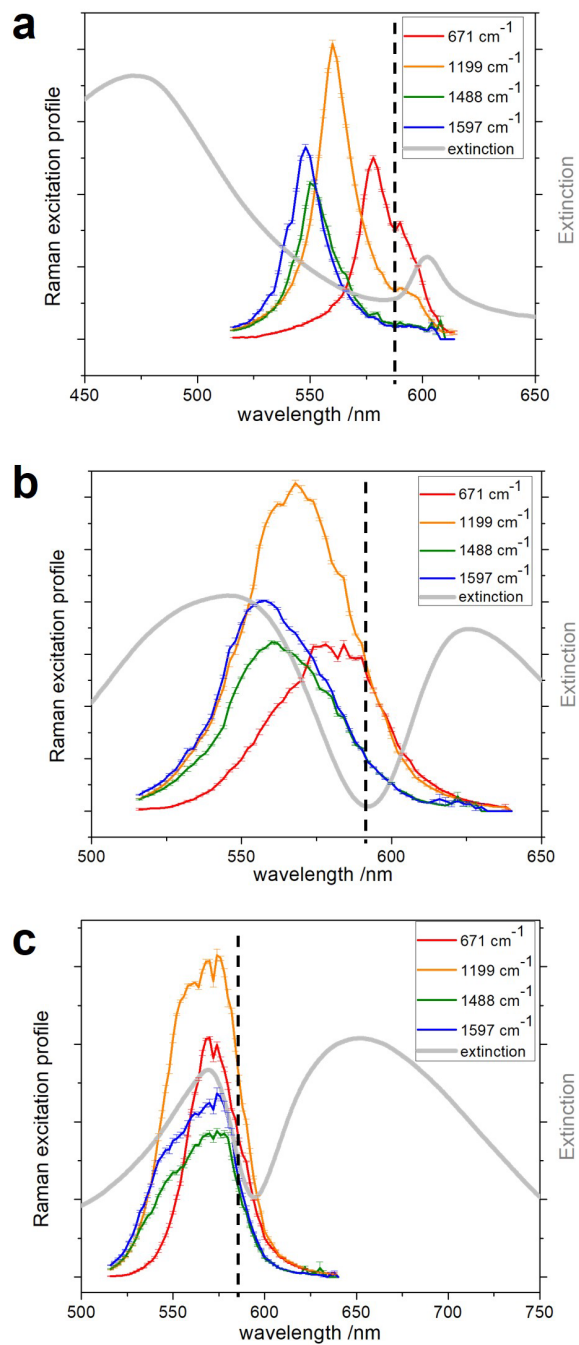 a
671 cm-1
1199 cm-1
1488 cm-1
1597 cm-1
extinction
Raman excitation profile
Extinction
450 500 550 600 650
wavelength /nm
b
671 cm-1
1199 cm-1
1488 cm-1
1597 cm-1
extinction
Raman excitation profile
Extinction
500 550 600 650
wavelength /nm
c
671 cm-1
1199 cm-1
1488 cm-1
1597 cm-1
extinction
Raman excitation profile
Extinction
500 550 600 650 700 750
wavelength /nm